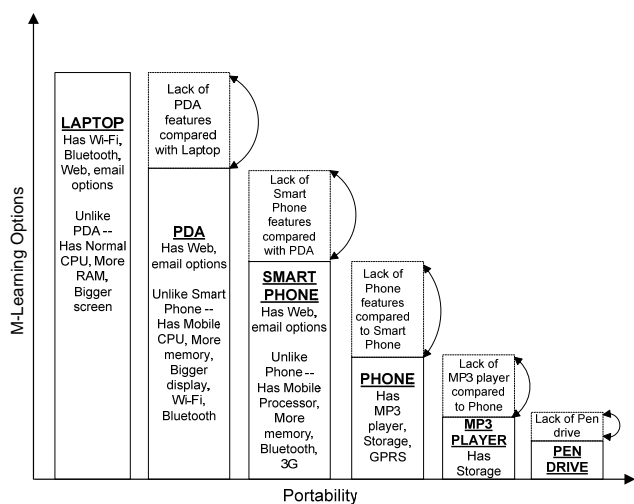 M-Learning Options
LAPTOP
Has Wi-Fi,
Bluetooth,
Web, email
options
Unlike
PDA --
Has Normal
CPU, More
RAM,
Bigger
screen
Lack of
PDA
features
compared
with Laptop
PDA
Has Web,
email options
Unlike Smart
Phone --
Has Mobile
CPU, More
memory,
Bigger
display,
Wi-Fi,
Bluetooth
Lack of
Smart
Phone
features
compared
with PDA
SMART
PHONE
Has Web,
email options
Unlike
Phone --
Has Mobile
Processor,
More
memory,
Bluetooth,
3G
Lack of
Phone
features
compared
to Smart
Phone
PHONE
Has
MP3
player,
Storage,
GPRS
Lack of
MP3 player
compared
to Phone
MP3
PLAYER
Has
Storage
Lack of Pen
drive
PEN
DRIVE
Portability